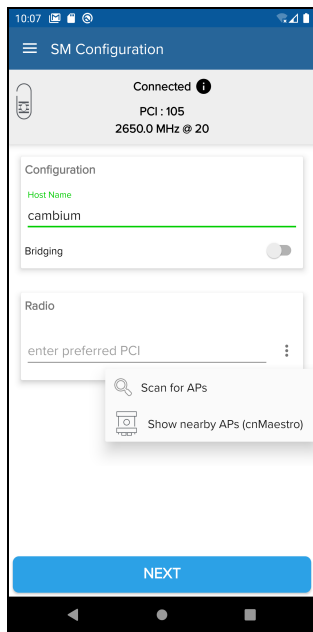 10:07
SM Configuration
Connected
PCI : 105
2650.0 MHz @ 20
Configuration
Host Name
cambium
Bridging
Radio
enter preferred PCI
Scan for APs
Show nearby APs (cnMaestro)
NEXT